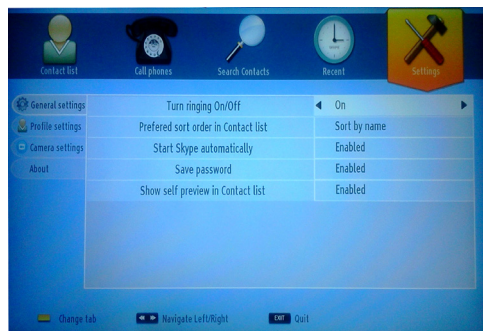 Contact list
Call phones
Search Contacts
Recent
Settings
General settings
Turn ringing On/Off
On
Profile settings
Prefered sort order in Contact list
Sort by name
Camera settings
Start Skype automatically
Enabled
About
Save password
Enabled
Show self preview in Contact list
Enabled
Change tab
Navigate Left/Right
EXIT
Quit